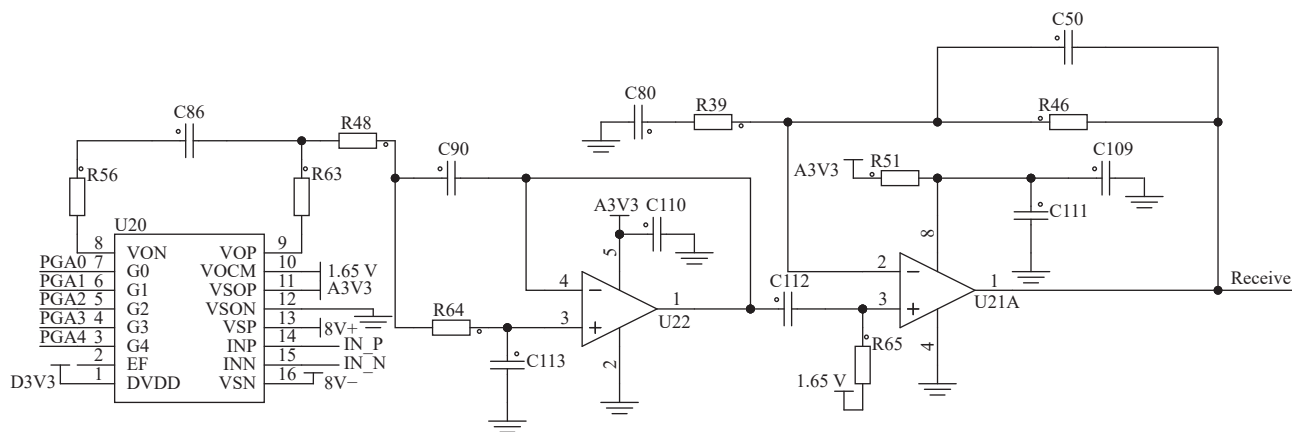 C50
C80
R39
R46
C86
R48
C90
A3V3
R51
C109
R56
R63
C111
A3V3
C110
U20
8
VON
VOP
9
5
8
PGA0
7
G0
VOCM
10
1.65 V
PGA1
6
G1
VSOP
11
A3V3
4
2
PGA2
5
G2
VSON
12
C112
1
Receive
PGA3
4
G3
VSP
13
8V+
R64
3
1
U22
3
U21A
PGA4
3
G4
INP
14
IN_P
R65
2
EF
INN
15
IN_N
C113
2
4
D3V3
1
DVDD
VSN
16
8V−
1.65 V